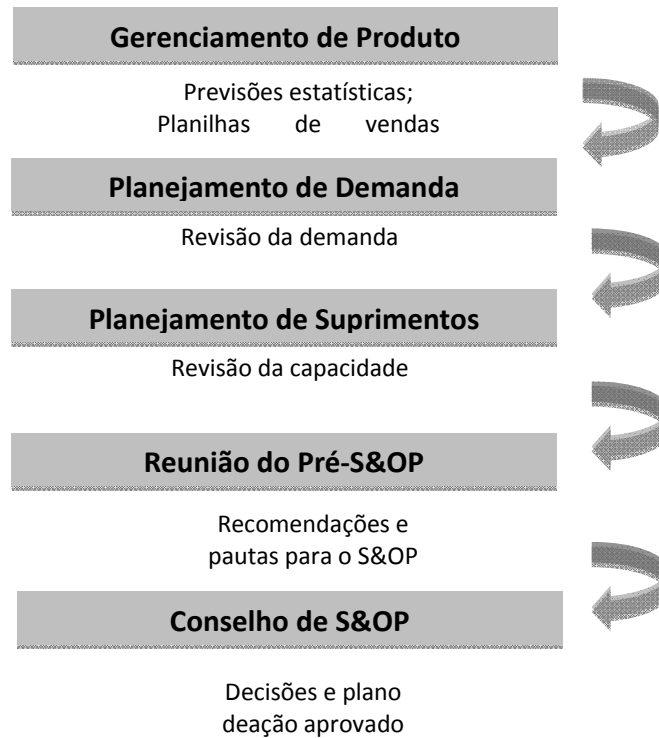 Gerenciamento de Produto
Previsões estatísticas;
Planilhas de vendas
Planejamento de Demanda
Revisão da demanda
Planejamento de Suprimentos
Revisão da capacidade
Reunião do Pré-S&OP
Recomendações e
pautas para o S&OP
Conselho de S&OP
Decisões e plano
deação aprovado